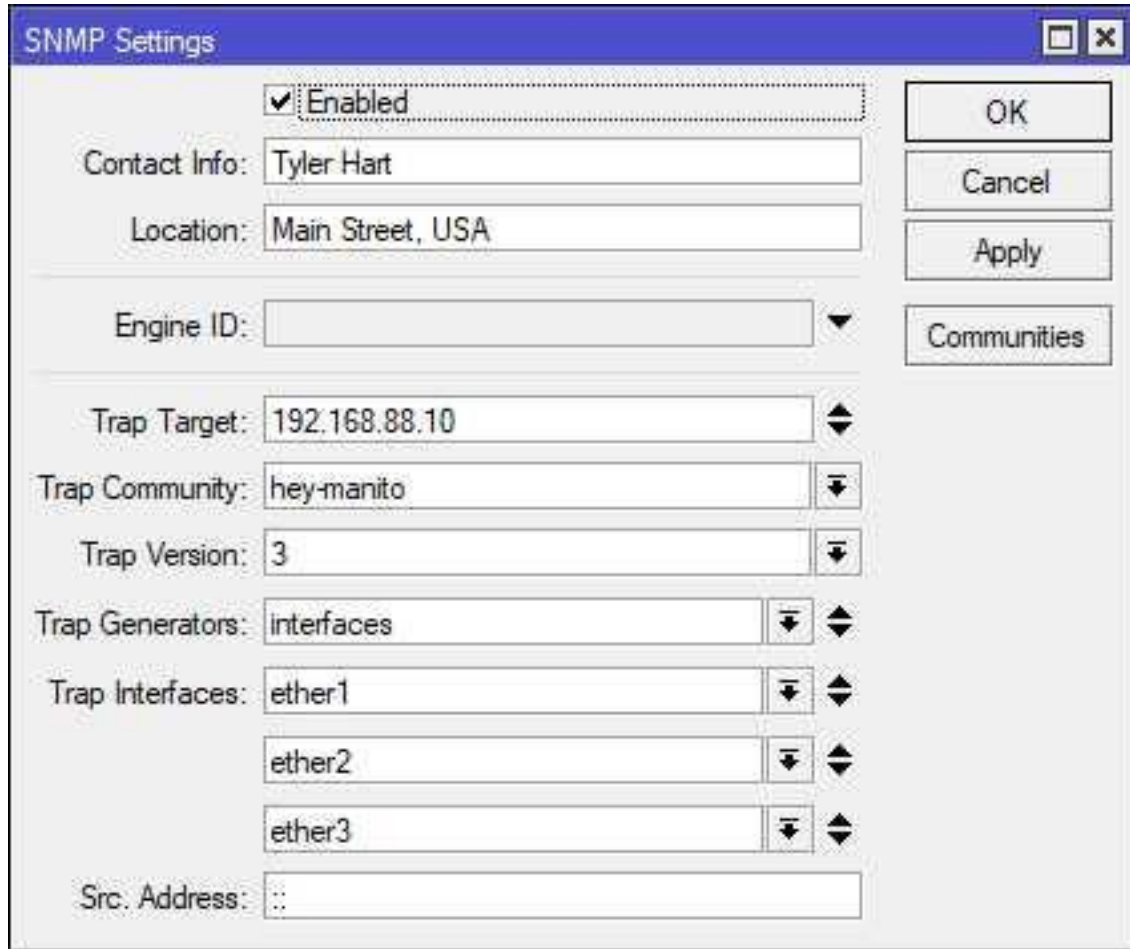 SNMP Settings
Enabled
OK
Contact Info: Tyler Hart
Cancel
Location: Main Street, USA
Apply
Engine ID:
Communities
Trap Target: 192.168.88.10
Trap Community: hey-manito
Trap Version: 3
Trap Generators: interfaces
Trap Interfaces: ether1
ether2
ether3
Src. Address: ::